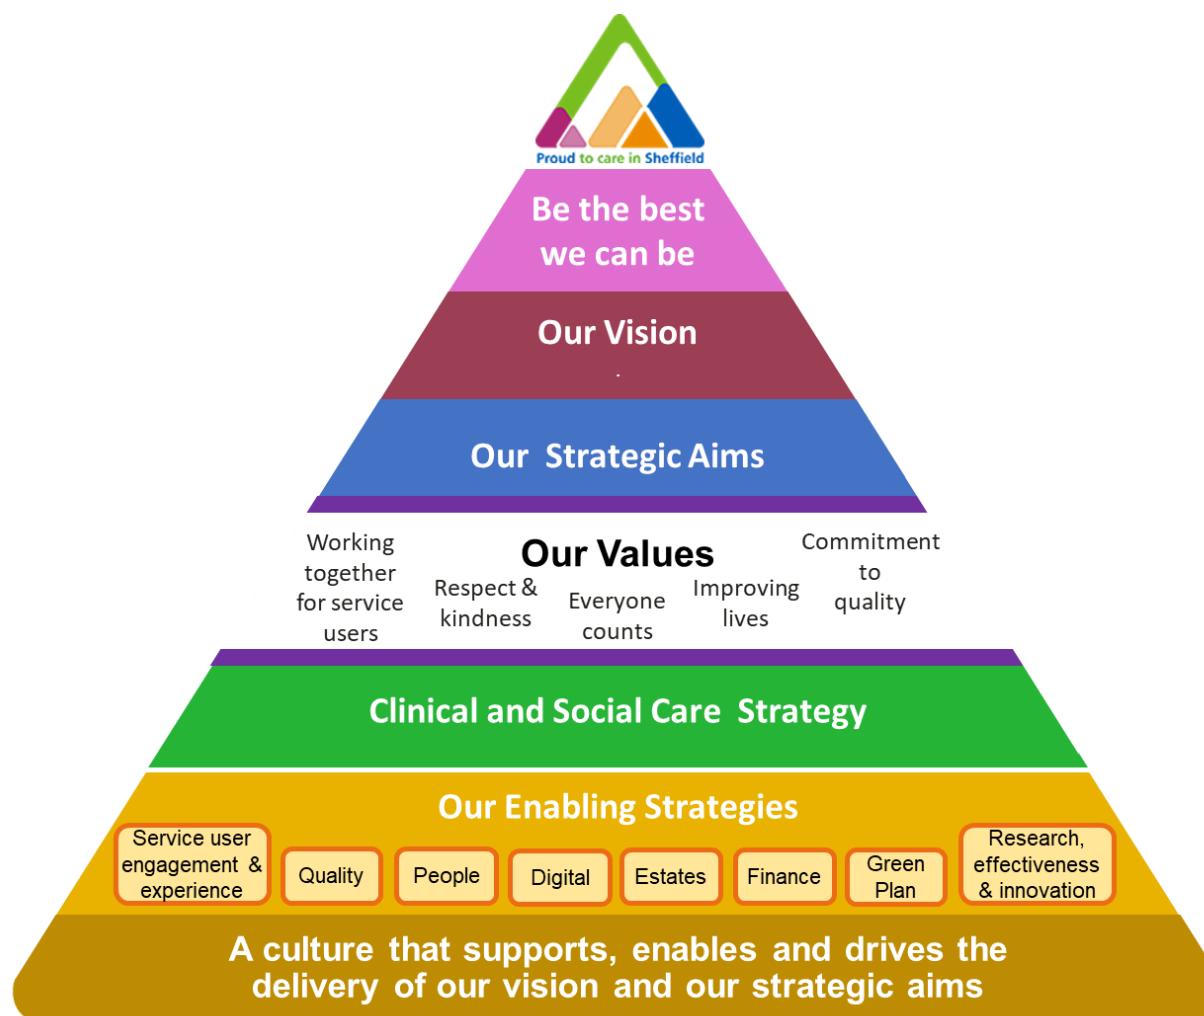 Proud to care in Sheffield
Be the best
we can be
Our Vision
.
Our Strategic Aims
Our Values
Working
together
for service
users
Respect &
kindness
Everyone
counts
Improving
lives
Commitment
to
quality
Clinical and Social Care Strategy
Our Enabling Strategies
Service user
engagement &
experience
Quality
People
Digital
Estates
Finance
Green
Plan
Research,
effectiveness
& innovation
A culture that supports, enables and drives the
delivery of our vision and our strategic aims